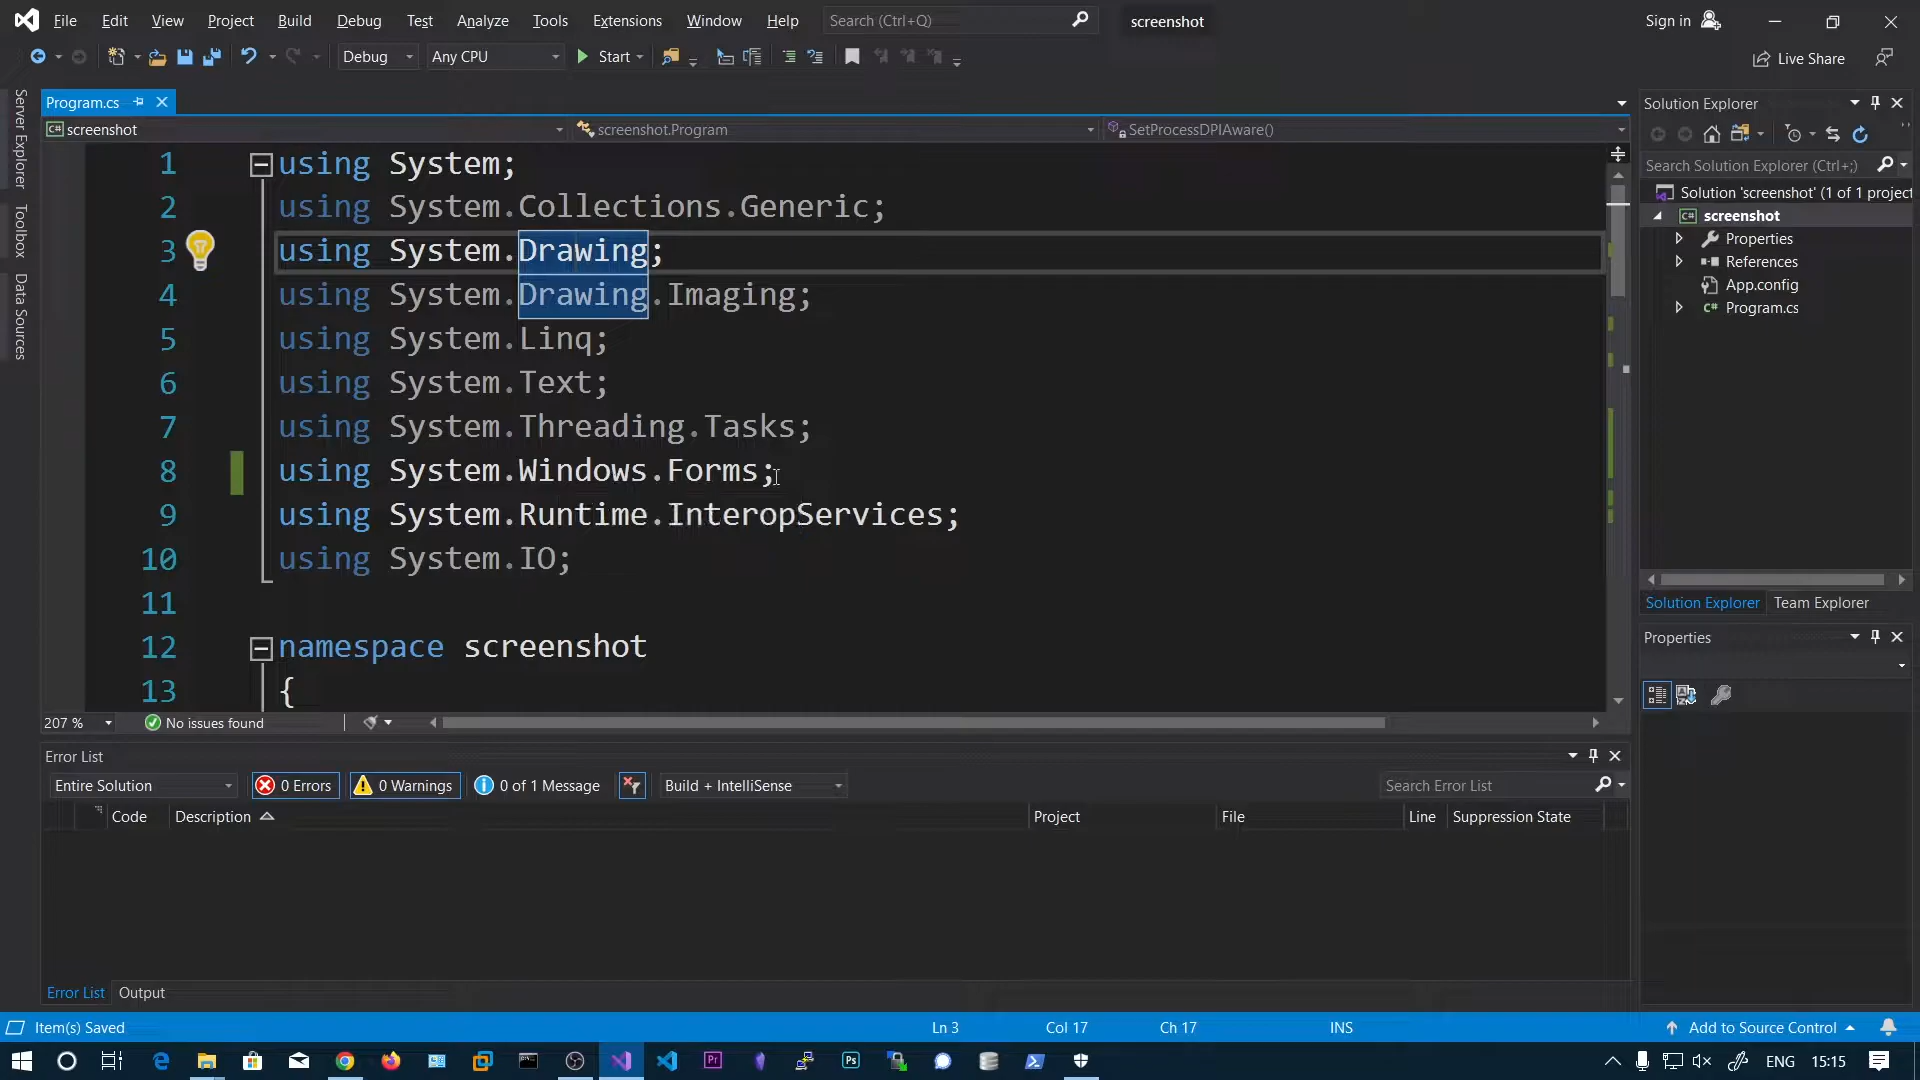 File Edit View Project Build Debug Test Analyze Tools Extensions Window Help Search (Ctrl+Q) screenshot Sign in
Debug Any CPU Start Live Share
Server Explorer
Toolbox
Data Sources
Program.cs
screenshot screenshot.Program SetProcessDPIAware()
1 using System;
2 using System.Collections.Generic;
3 using System.Drawing;
4 using System.Drawing.Imaging;
5 using System.Linq;
6 using System.Text;
7 using System.Threading.Tasks;
8 using System.Windows.Forms;
9 using System.Runtime.InteropServices;
10 using System.IO;
11
12 namespace screenshot
13 {
207 % No issues found
Error List
Entire Solution 0 Errors 0 Warnings 0 of 1 Message Build + IntelliSense Search Error List
Code Description Project File Line Suppression State
Error List Output
Solution Explorer
Search Solution Explorer (Ctrl+;)
Solution 'screenshot' (1 of 1 project
C# screenshot
Properties
References
App.config
C# Program.cs
Solution Explorer Team Explorer
Properties
Item(s) Saved Ln 3 Col 17 Ch 17 INS Add to Source Control
Pr Ps ENG 15:15